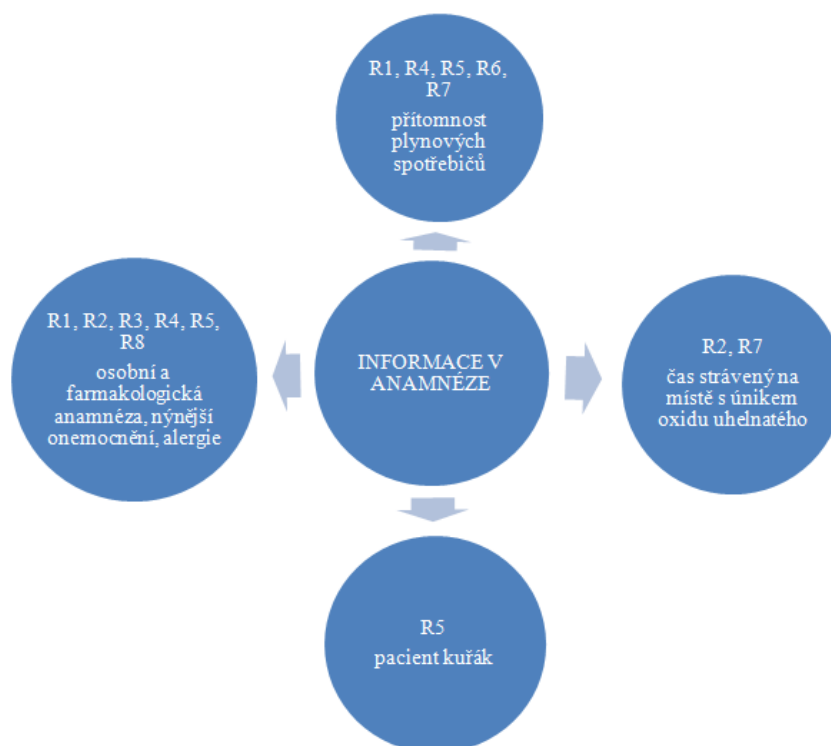 R1, R4, R5, R6,
R7
přítomnost
plynových
spotřebičů
R1, R2, R3, R4, R5,
R8
osobní a
farmakologická
anamnéza, nynější
onemocnění, alergie
INFORMACE V
ANAMNÉZE
R2, R7
čas strávený na
místě s únikem
oxidu uhelnatého
R5
pacient kuřák